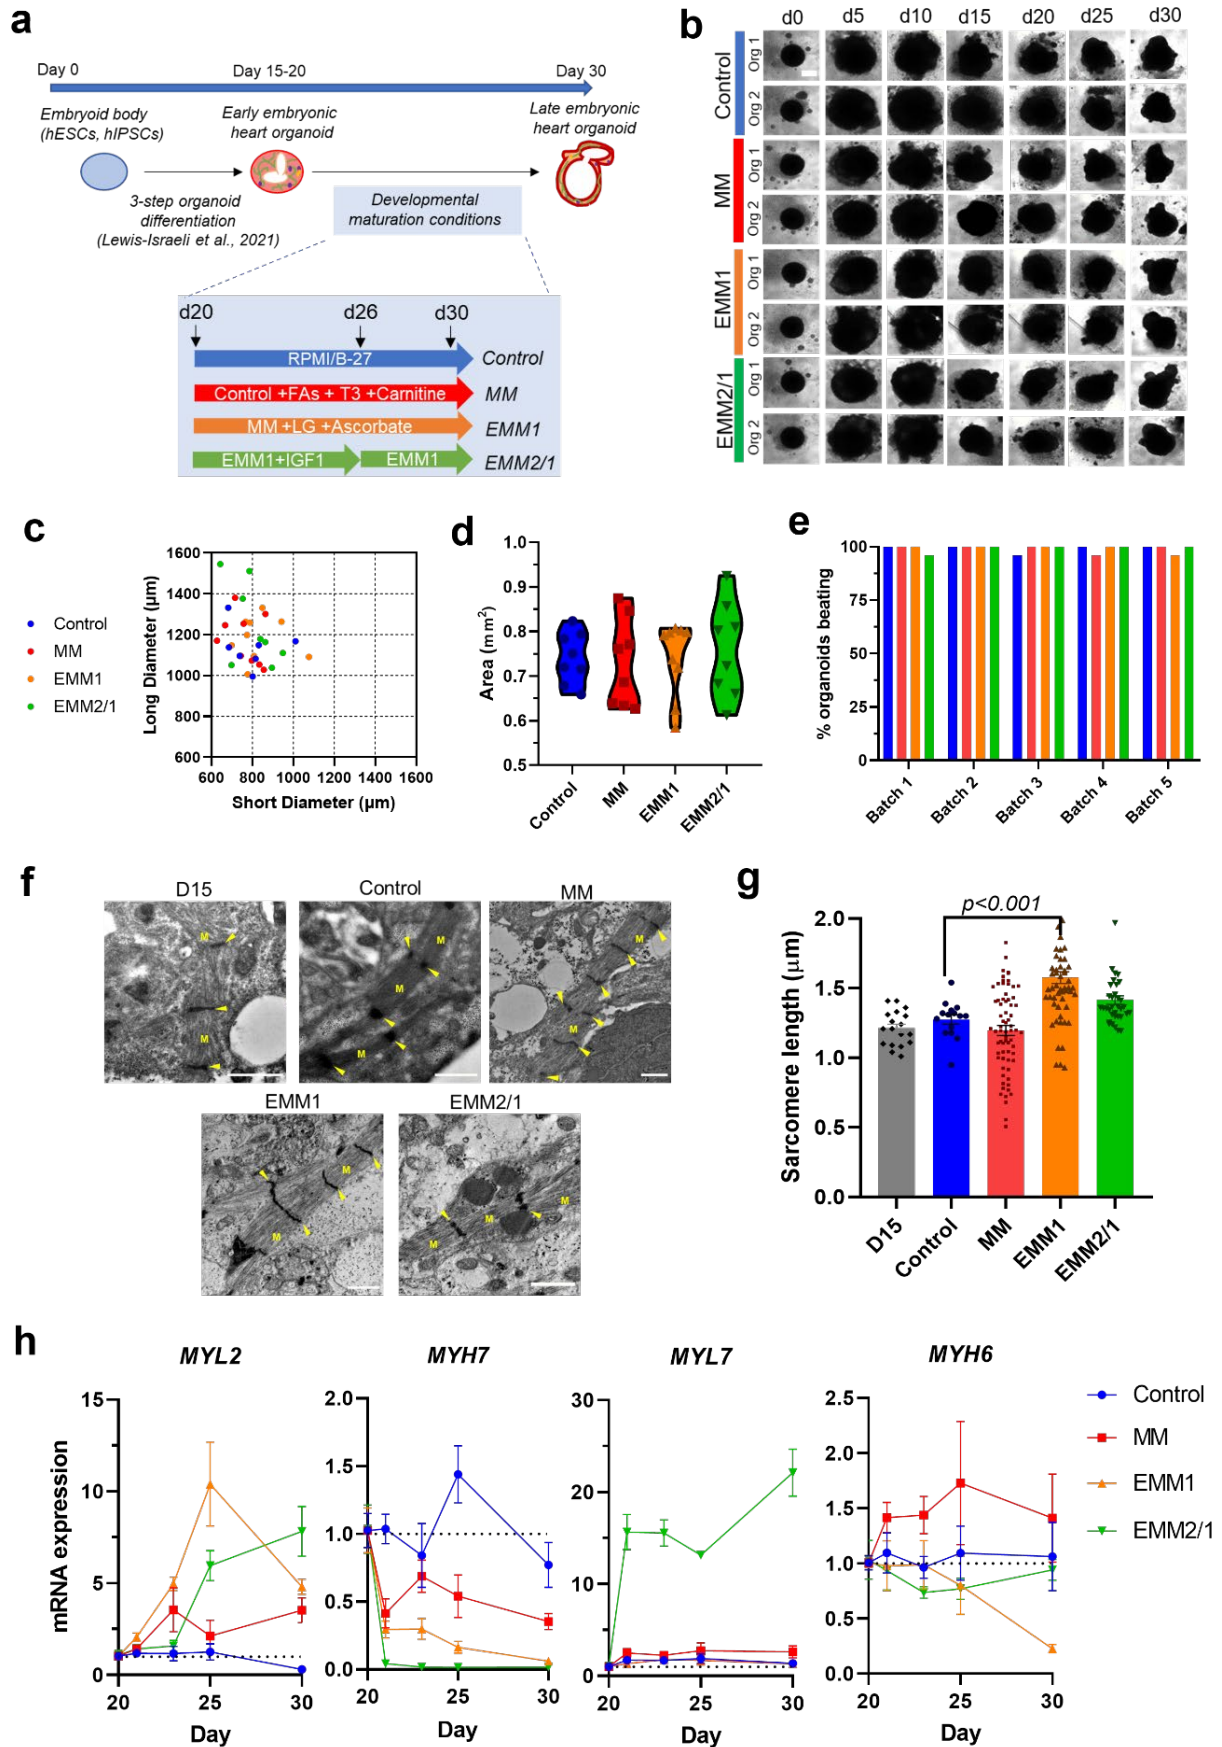 a
Day 0
Day 15-20
Day 30
Embryoid body
(hESCs, hIPSCs)
Early embryonic
heart organoid
Late embryonic
heart organoid
3-step organoid
differentiation
(Lewis-Israeli et al., 2021)
Developmental
maturation conditions
d20
d26
d30
RPMI/B-27
Control
Control +FAs + T3 +Carnitine
MM
MM +LG +Ascorbate
EMM1
EMM1+IGF1
EMM1
EMM2/1
b
d0 d5 d10 d15 d20 d25 d30
Control
Org 1
Org 2
MM
Org 1
Org 2
EMM1
Org 1
Org 2
EMM2/1
Org 1
Org 2
c
Control
MM
EMM1
EMM2/1
Long Diameter (µm)
1600
1400
1200
1000
800
600
600 800 1000 1200 1400 1600
Short Diameter (µm)
d
Area (mm²)
1.0
0.9
0.8
0.7
0.6
0.5
Control
MM
EMM1
EMM2/1
e
% organoids beating
100
75
50
25
0
Batch 1
Batch 2
Batch 3
Batch 4
Batch 5
f
D15
M
M
Control
M
M
MM
M
M
EMM1
M
M
M
EMM2/1
M
M
M
g
p<0.001
Sarcomere length (µm)
2.0
1.5
1.0
0.5
0.0
D15
Control
MM
EMM1
EMM2/1
h
MYL2
mRNA expression
15
10
5
0
20 25 30
Day
MYH7
2.0
1.5
1.0
0.5
0.0
20 25 30
Day
MYL7
30
20
10
0
20 25 30
Day
MYH6
2.5
2.0
1.5
1.0
0.5
0.0
20 25 30
Day
Control
MM
EMM1
EMM2/1